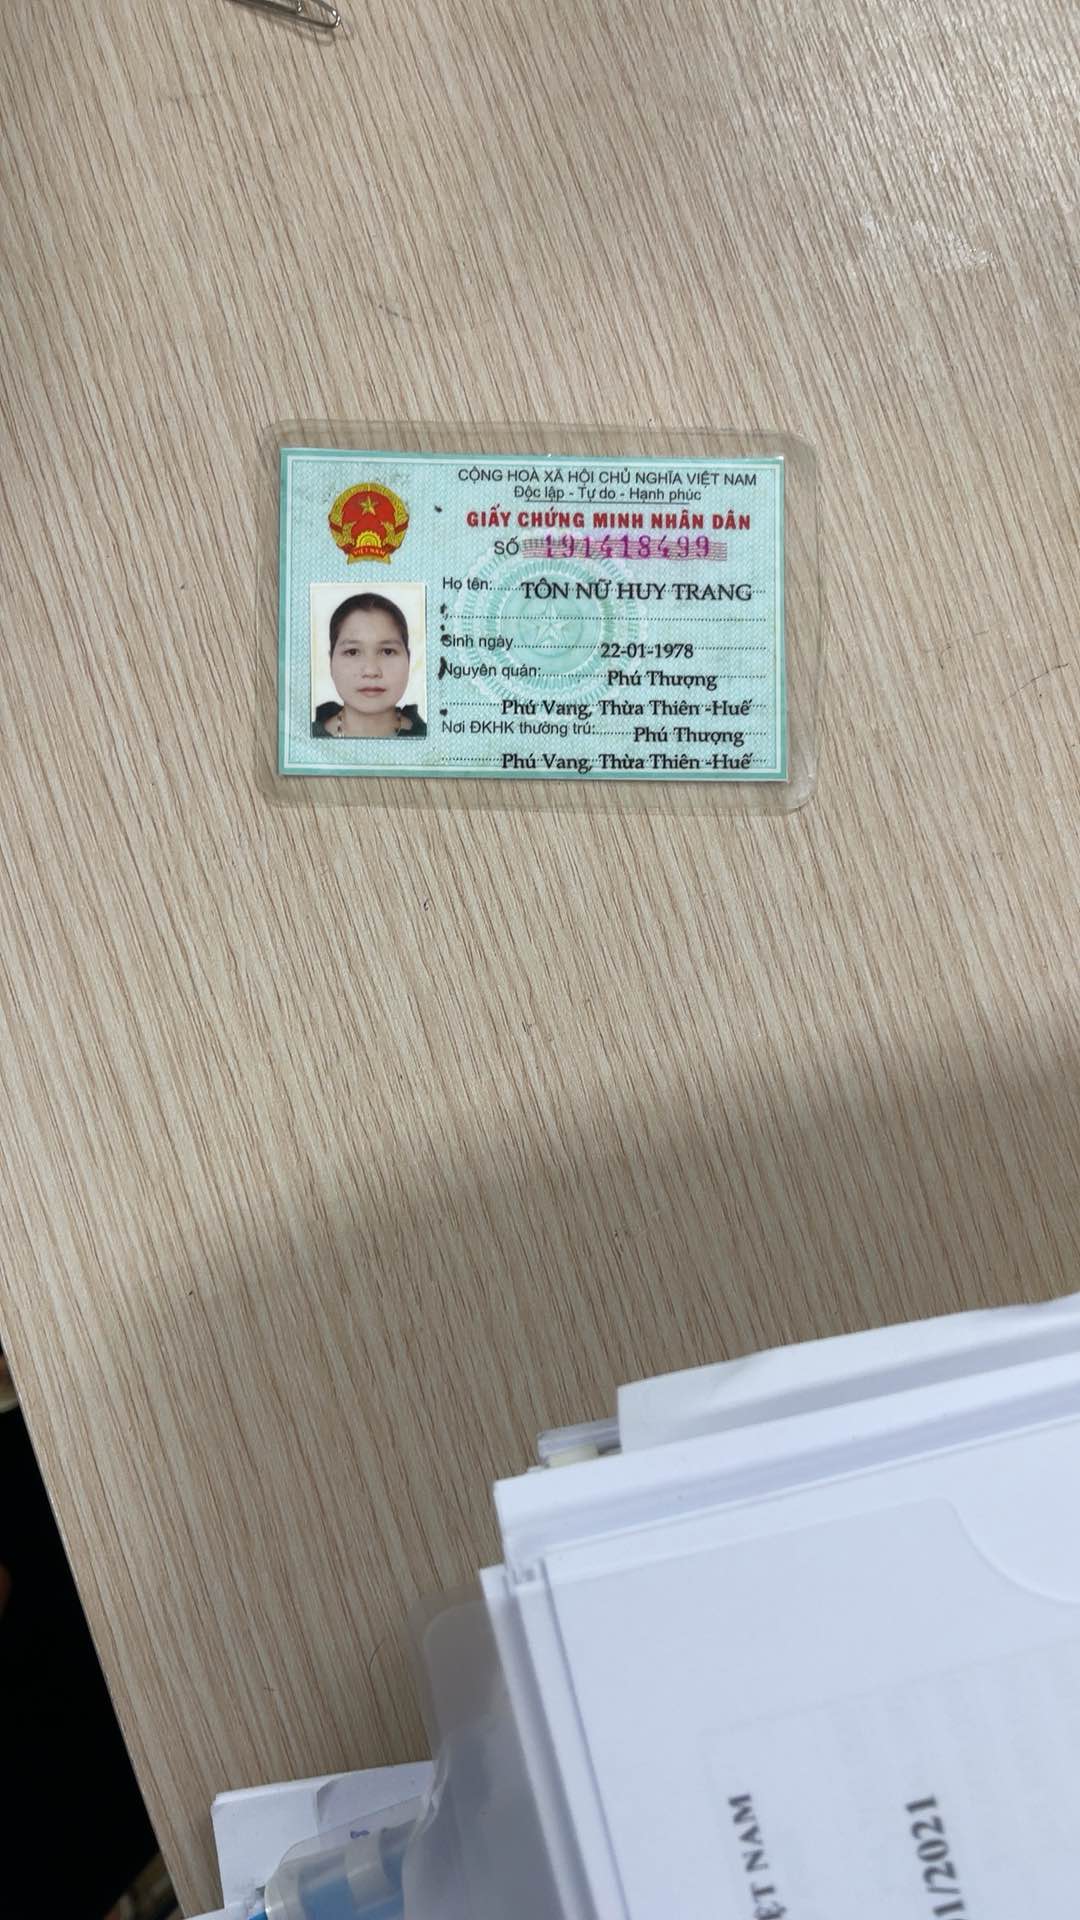 CỘNG HOÀ XÃ HỘI CHỦ NGHĨA VIỆT NAM
Độc lập - Tự do - Hạnh phúc
GIẤY CHỨNG MINH NHÂN DÂN
SỐ 191418499
Họ tên: TÔN NỮ HUY TRANG
Sinh ngày 22-01-1978
Nguyên quán: Phú Thượng
Phú Vang, Thừa Thiên -Huế
Nơi ĐKHK thường trú: Phú Thượng
Phú Vang, Thừa Thiên -Huế
VIỆT NAM
ỆT NAM
1/2021